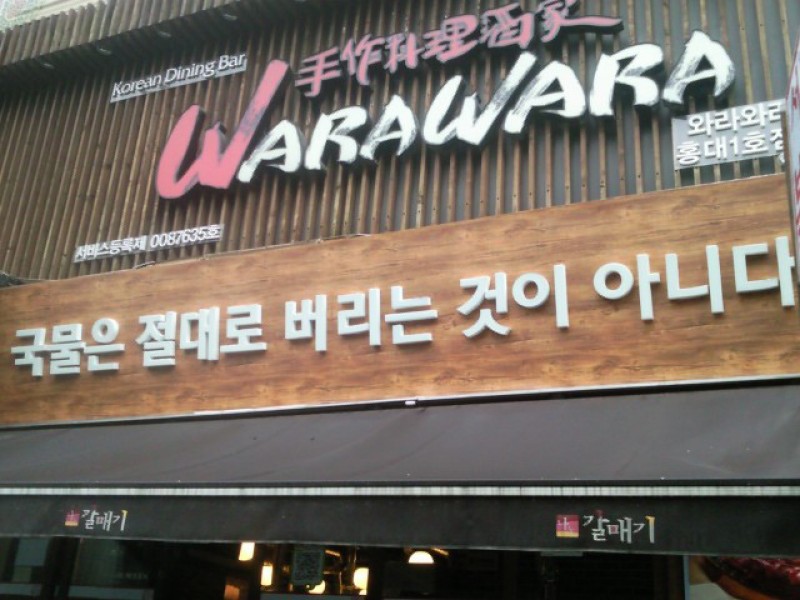 手作料理酒家
Korean Dining Bar
WARAWARA
와라와라
홍대1호점
서비스등록제 0087635호
국물은 절대로 버리는 것이 아니다
갈매기
갈매기